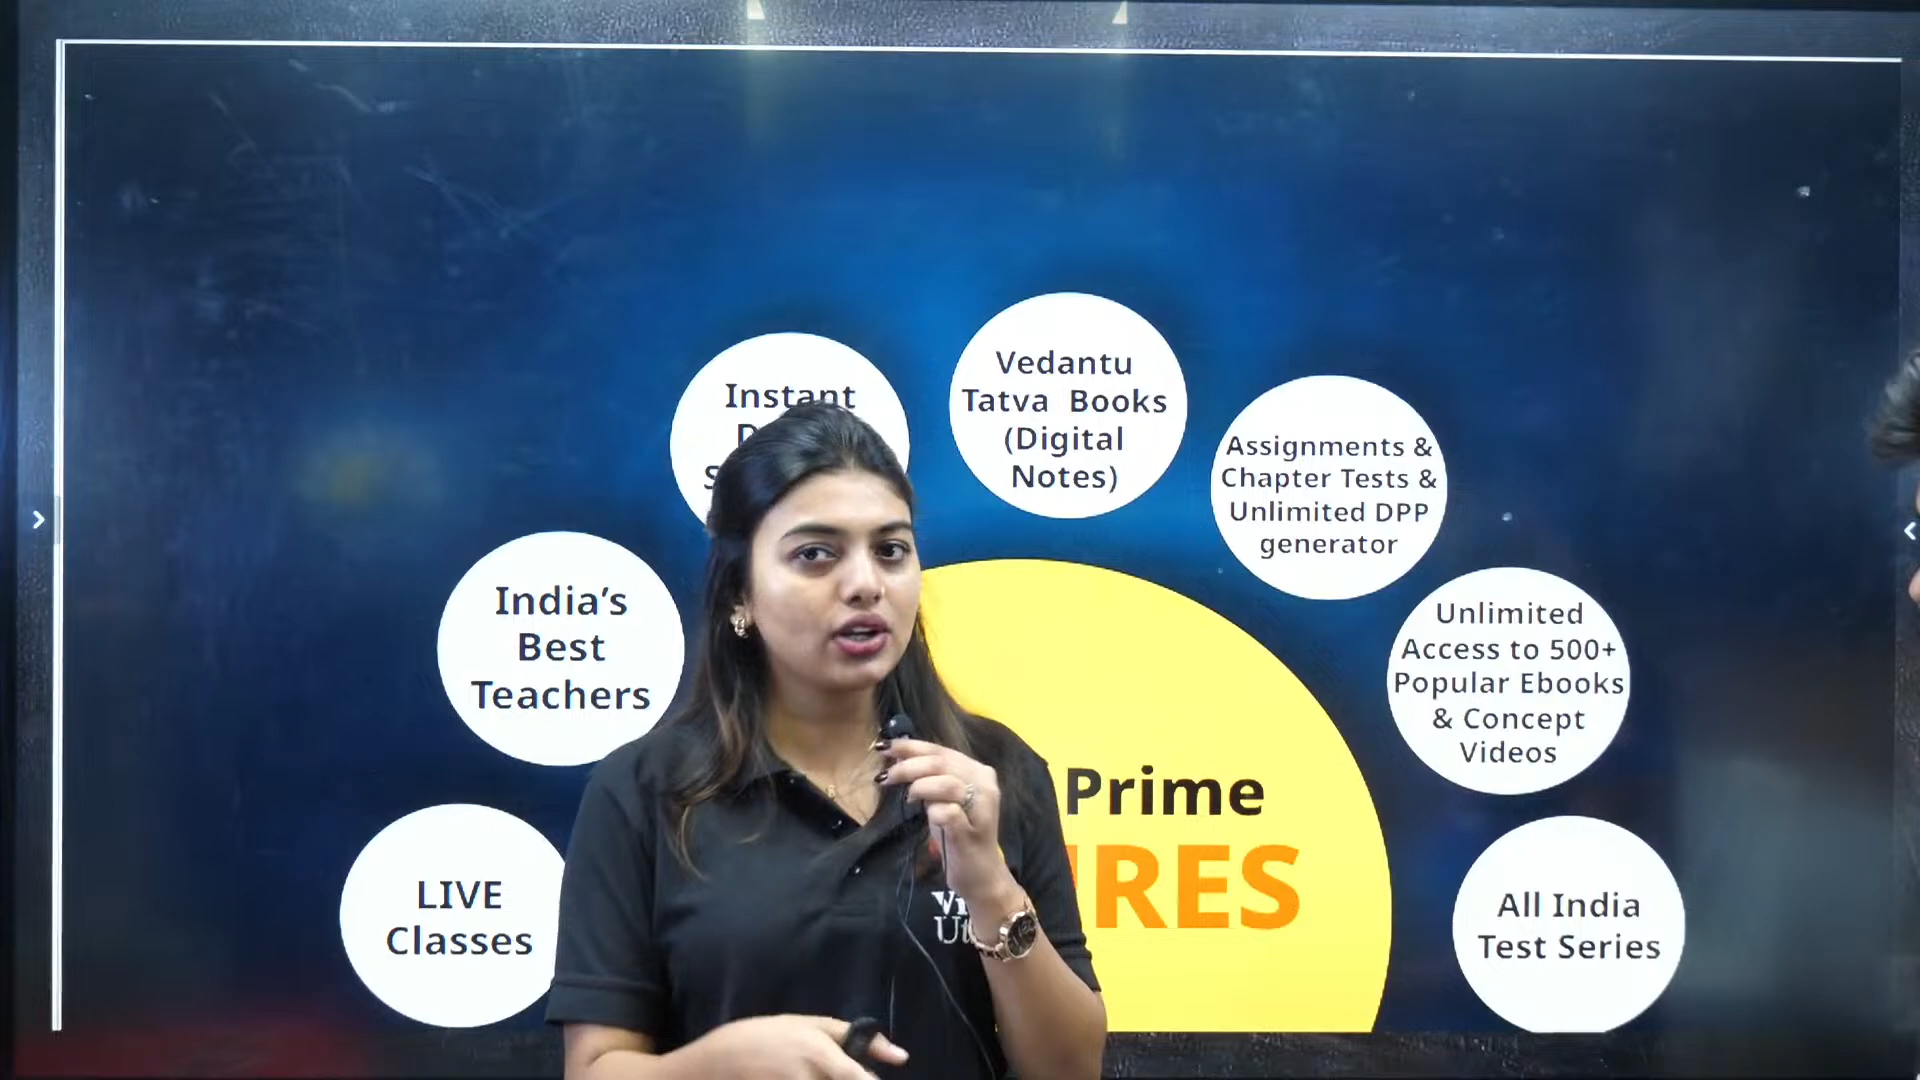 Instant
Vedantu
Tatva Books
(Digital
Notes)
Assignments &
Chapter Tests &
Unlimited DPP
generator
India's
Best
Teachers
Unlimited
Access to 500+
Popular Ebooks
& Concept
Videos
Prime
RES
LIVE
Classes
All India
Test Series